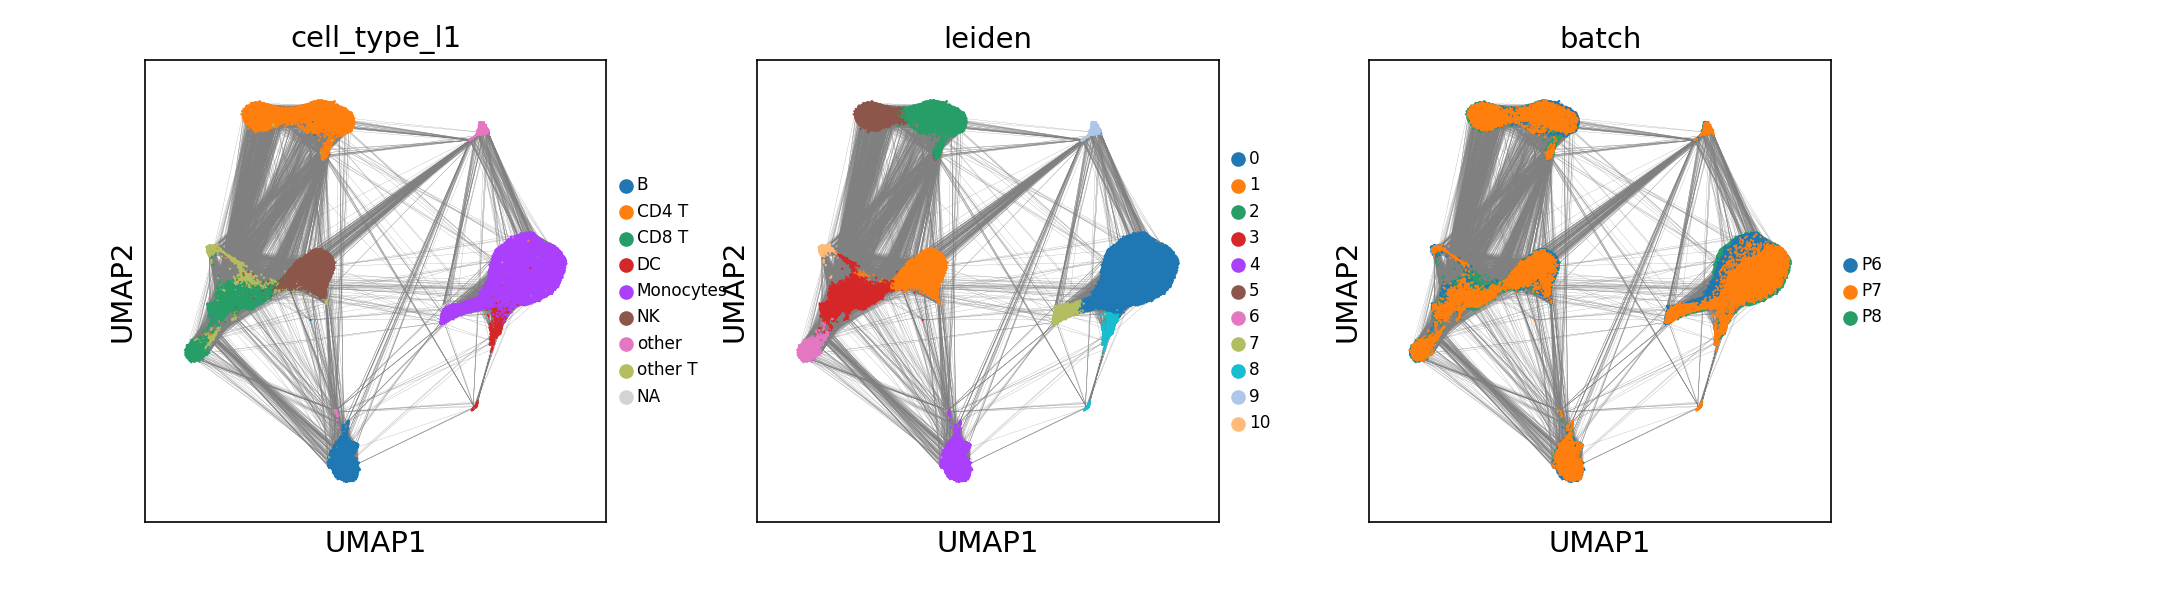 cell_type_l1
UMAP2
UMAP1
B
CD4 T
CD8 T
DC
Monocytes
NK
other
other T
NA
leiden
UMAP2
UMAP1
0
1
2
3
4
5
6
7
8
9
10
batch
UMAP2
UMAP1
P6
P7
P8